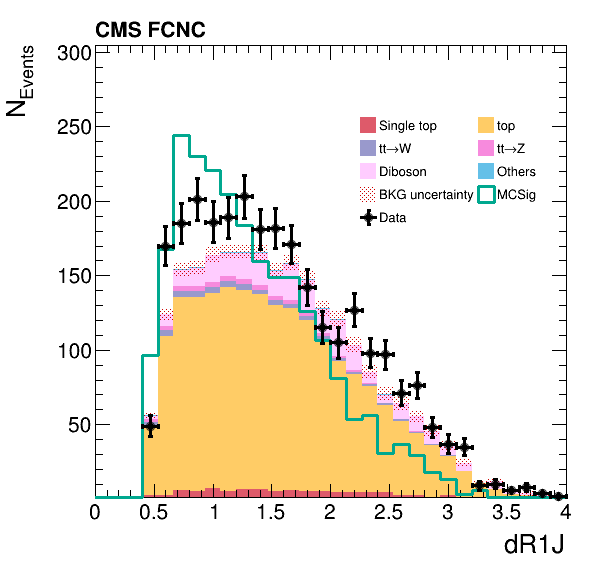 CMS FCNC
N_Events
300
250
200
150
100
50
Single top
top
tt→W
tt→Z
Diboson
Others
BKG uncertainty
MCSig
Data
0 0.5 1 1.5 2 2.5 3 3.5 4
dR1J